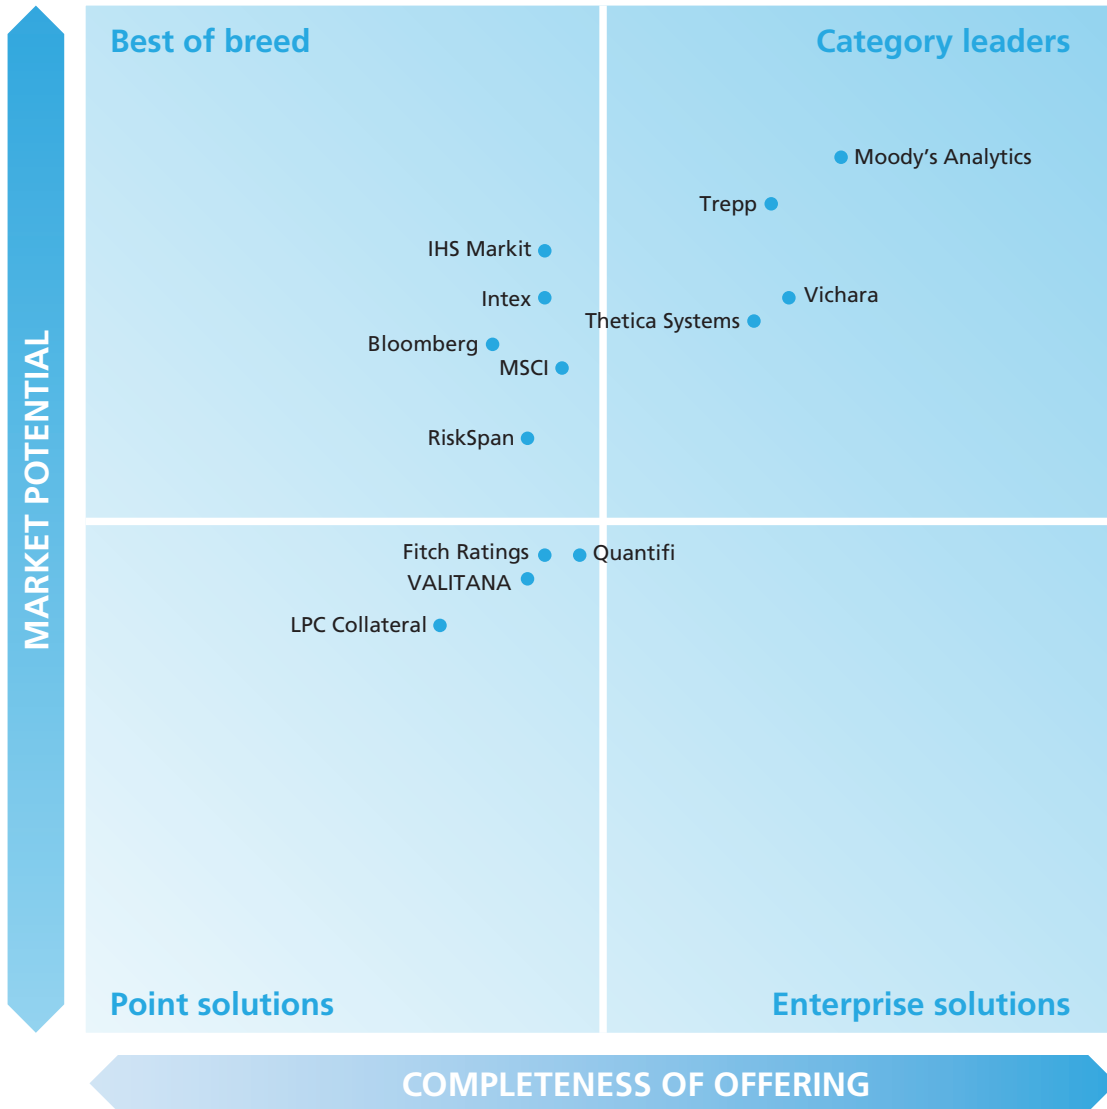 Best of breed
Category leaders
Moody’s Analytics
Trepp
IHS Markit
Intex
Vichara
Thetica Systems
Bloomberg
MSCI
RiskSpan
MARKET POTENTIAL
Fitch Ratings
Quantifi
VALITANA
LPC Collateral
Point solutions
Enterprise solutions
COMPLETENESS OF OFFERING